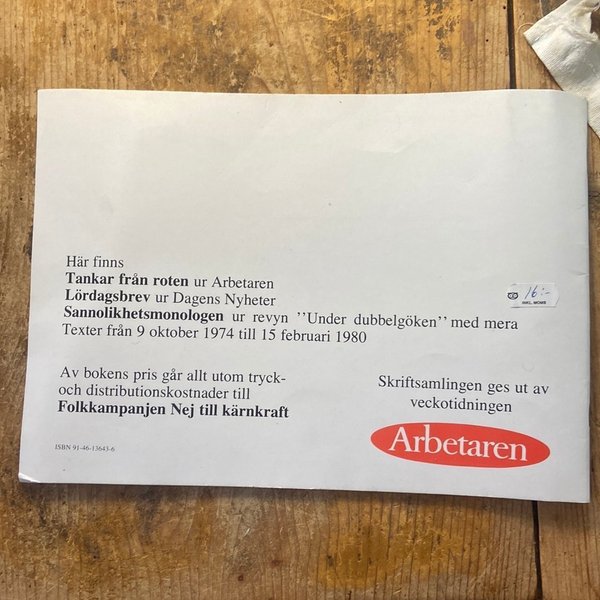 Här finns
Tankar från roten ur Arbetaren
Lördagsbrev ur Dagens Nyheter
Sannolikhetsmonologen ur revyn ''Under dubbelgöken'' med mera
Texter från 9 oktober 1974 till 15 februari 1980
16:-
INKL. MOMS
Av bokens pris går allt utom tryck-
och distributionskostnader till
Folkkampanjen Nej till kärnkraft
Skriftsamlingen ges ut av
veckotidningen
Arbetaren
ISBN 91-46-13643-6